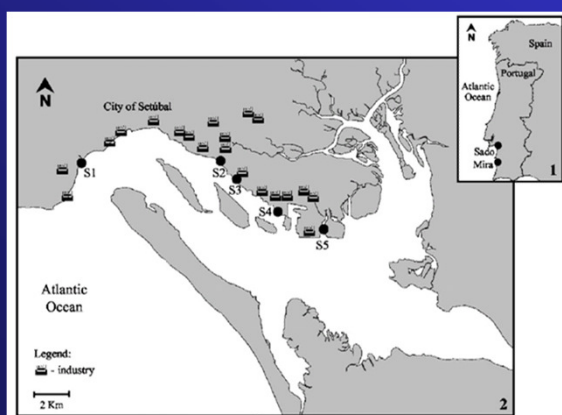 N
City of Setúbal
S1
S2
S3
S4
S5
Atlantic
Ocean
Legend:
- industry
2 Km
2
N
Spain
Portugal
Atlantic
Ocean
Sado
Mira
1